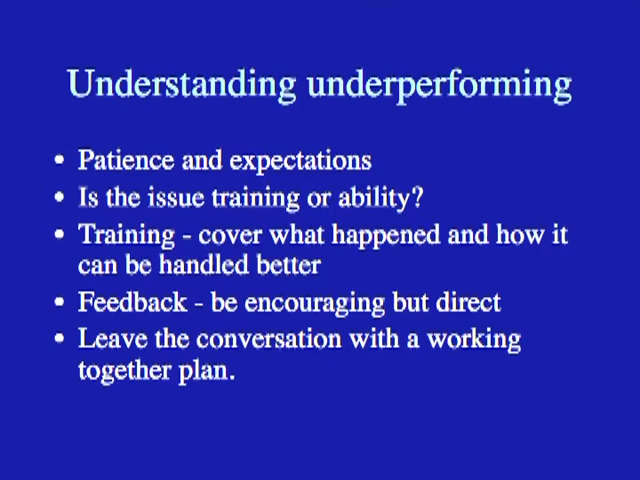 Understanding underperforming
• Patience and expectations
• Is the issue training or ability?
• Training - cover what happened and how it
can be handled better
• Feedback - be encouraging but direct
• Leave the conversation with a working
together plan.